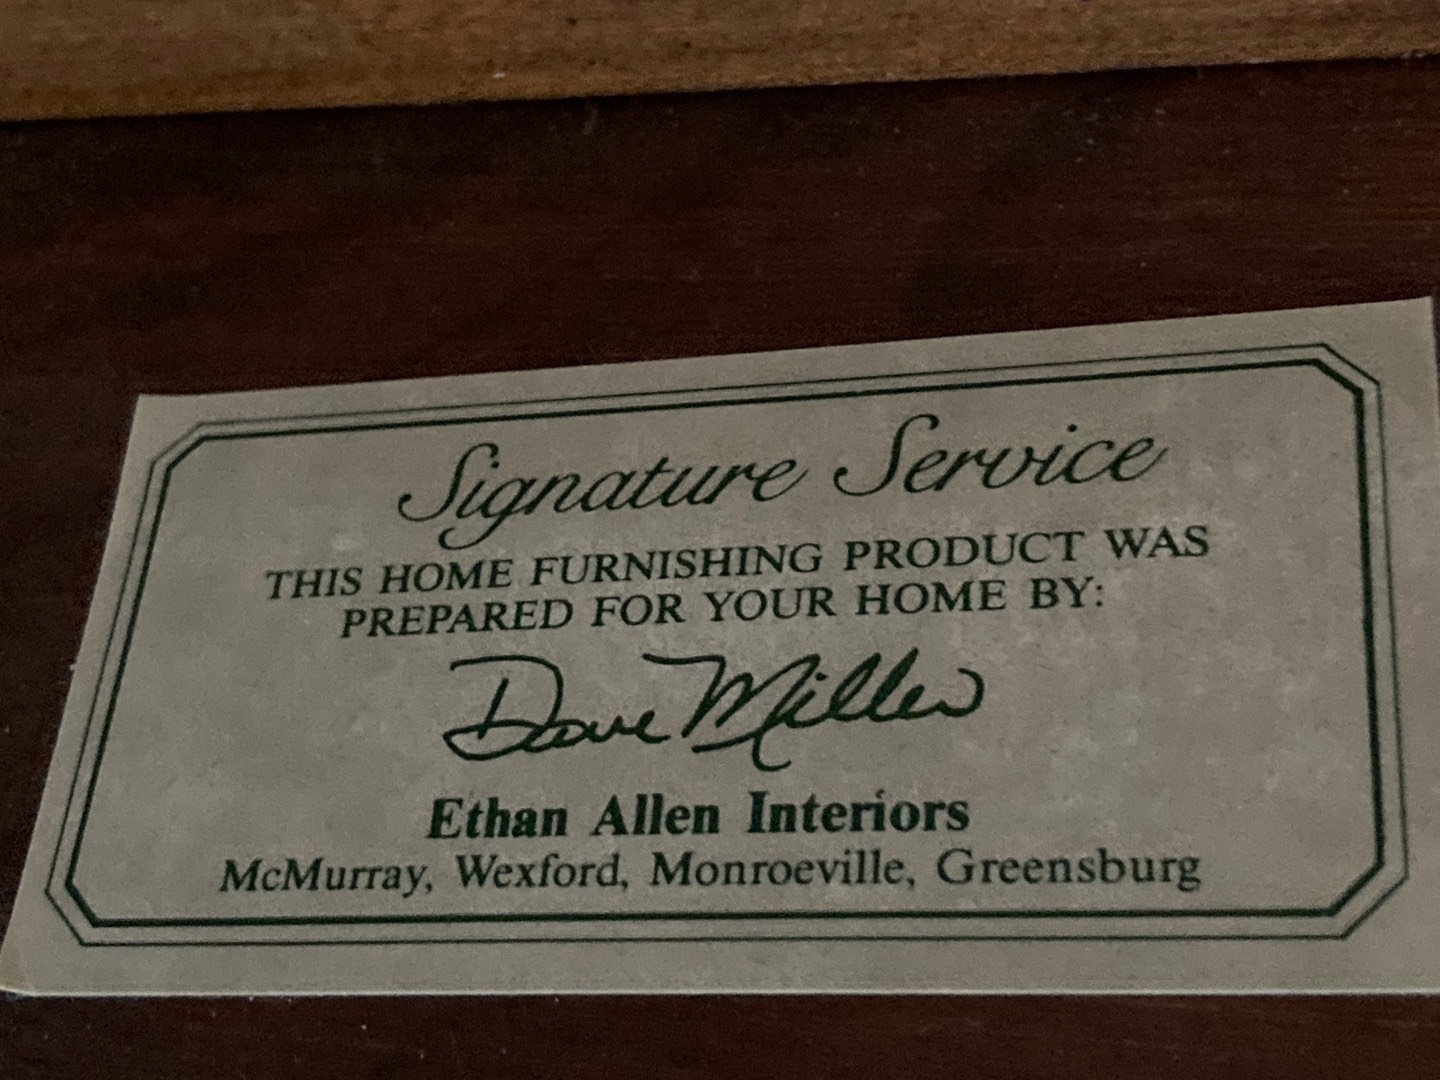 Signature Service
THIS HOME FURNISHING PRODUCT WAS
PREPARED FOR YOUR HOME BY:
Dave Miller
Ethan Allen Interiors
McMurray, Wexford, Monroeville, Greensburg